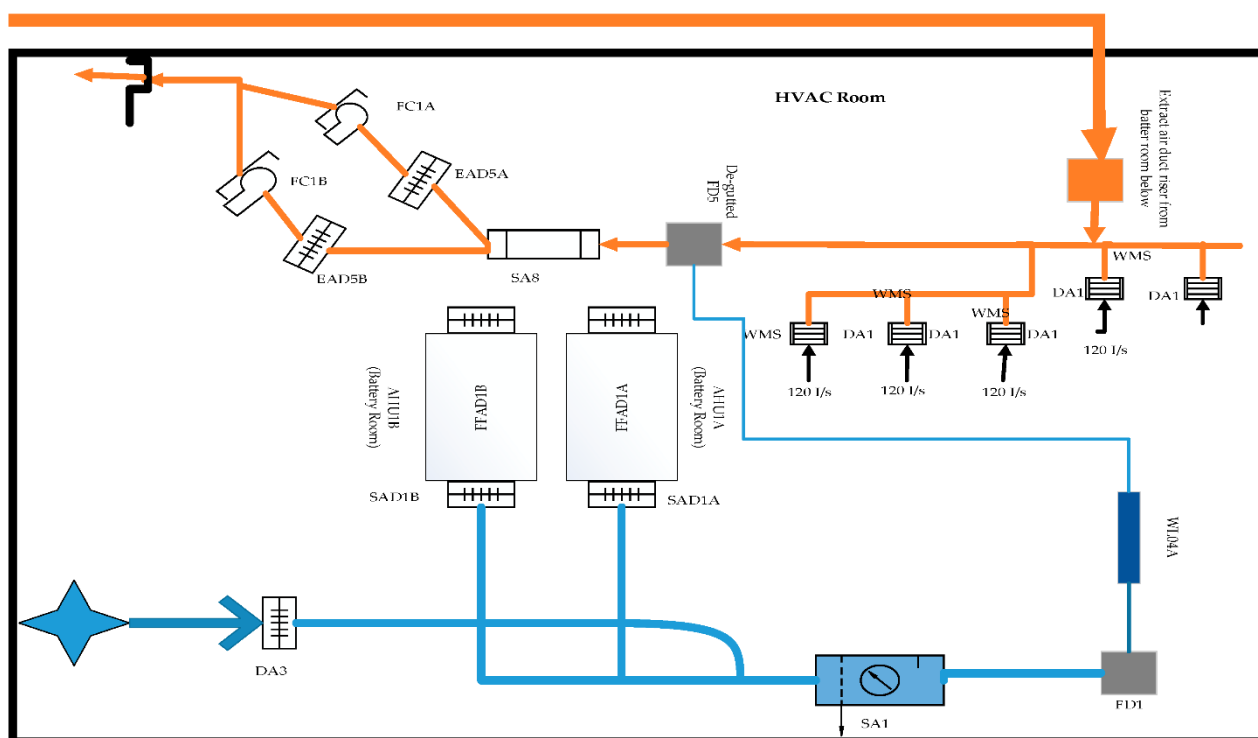 HVAC Room
FC1A
Extract air duct riser from
batter room below
FC1B
EAD5A
De-gutted
FD5
EAD5B
SA8
WMS
DA1
DA1
WMS
WMS
WMS
DA1
DA1
DA1
120 l/s
120 l/s
120 l/s
120 l/s
AHU1B
(Battery Room)
FFAD1B
FFAD1A
AHU1A
(Battery Room)
SAD1B
SAD1A
WL04A
DA3
SA1
FD1